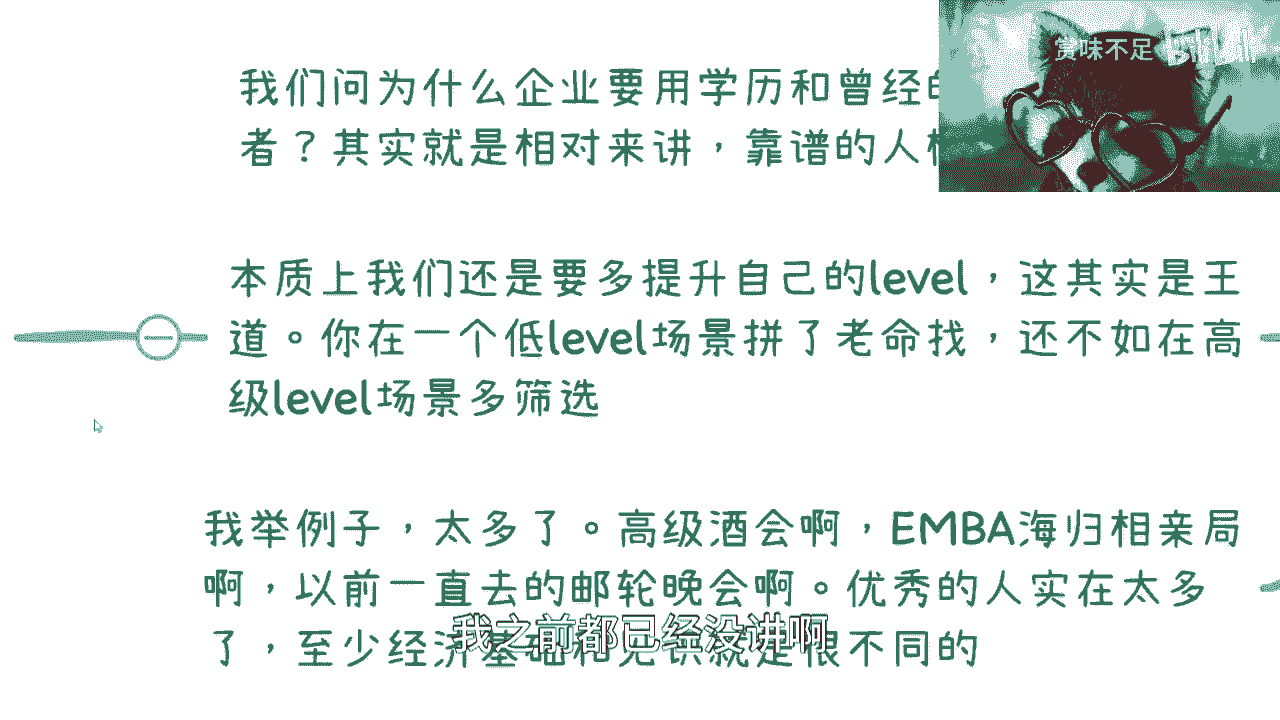 赏味不足 bilibili
我们问为什么企业要用学历和曾经的
者？其实就是相对来讲，靠谱的人
本质上我们还是要多提升自己的level，这其实是王
道。你在一个低level场景拼了老命找，还不如在高
级level场景多筛选
我举例子，太多了。高级酒会啊，EMBA海归相亲局
啊，以前一直去的邮轮晚会啊。优秀的人实在太多
了，至少经济基础和见识就是很不同的
我之前都已经没讲啊